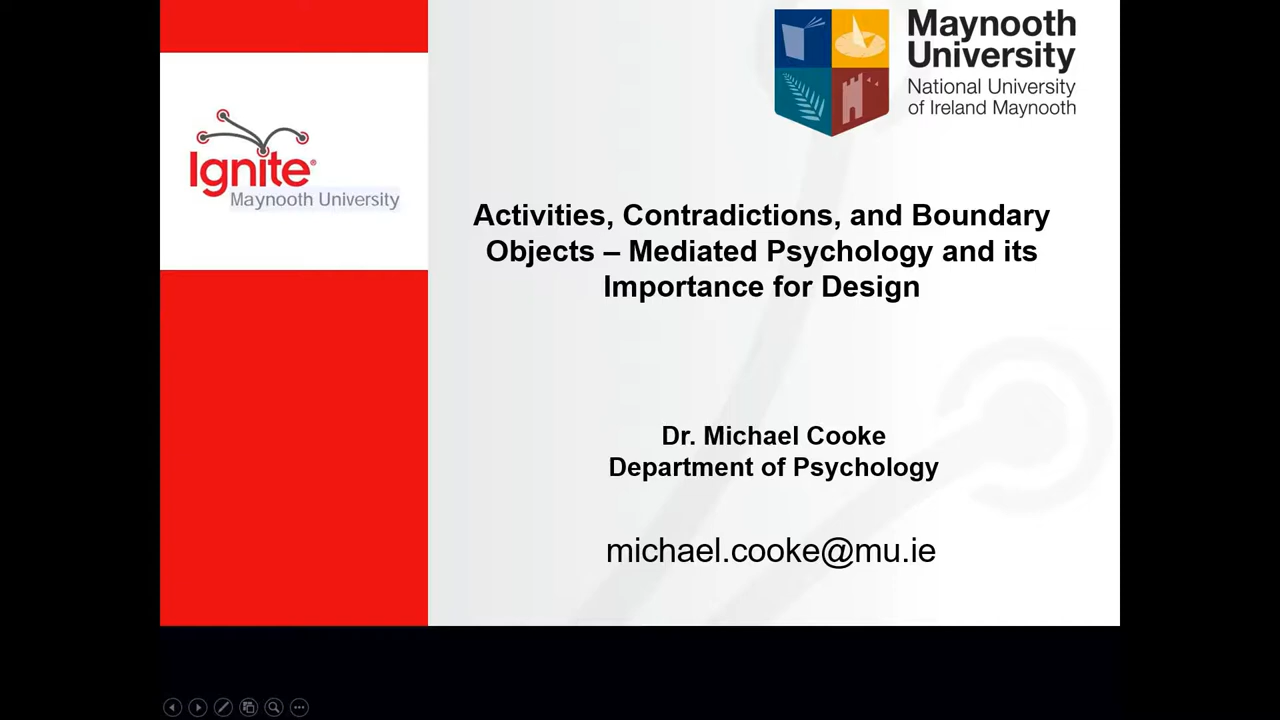 Maynooth
University
National University
of Ireland Maynooth
Ignite®
Maynooth University
Activities, Contradictions, and Boundary
Objects – Mediated Psychology and its
Importance for Design
Dr. Michael Cooke
Department of Psychology
michael.cooke@mu.ie